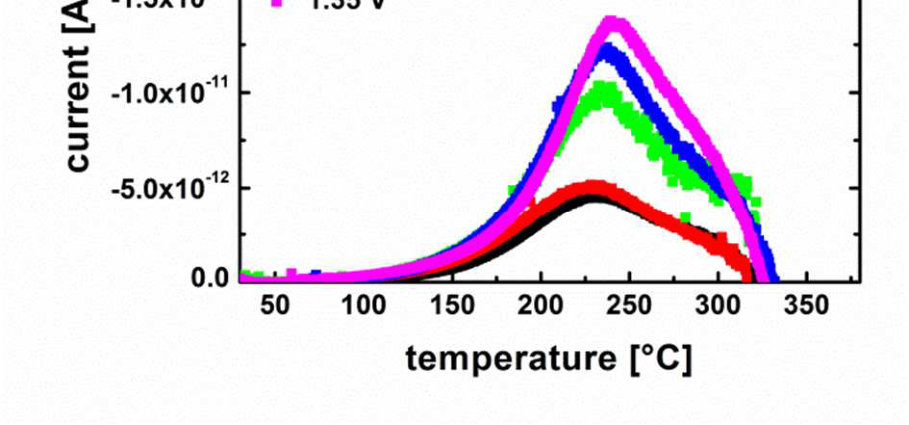 1.35 V
-1.0x10⁻¹¹
-5.0x10⁻¹²
0.0
50 100 150 200 250 300 350
current [A
temperature [°C]